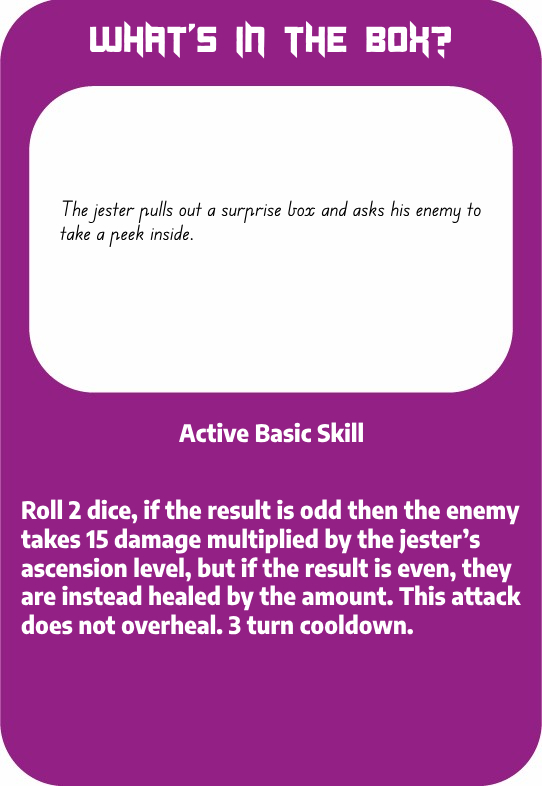 WHAT'S IN THE BOX?
The jester pulls out a surprise box and asks his enemy to
take a peek inside.
Active Basic Skill
Roll 2 dice, if the result is odd then the enemy
takes 15 damage multiplied by the jester’s
ascension level, but if the result is even, they
are instead healed by the amount. This attack
does not overheal. 3 turn cooldown.